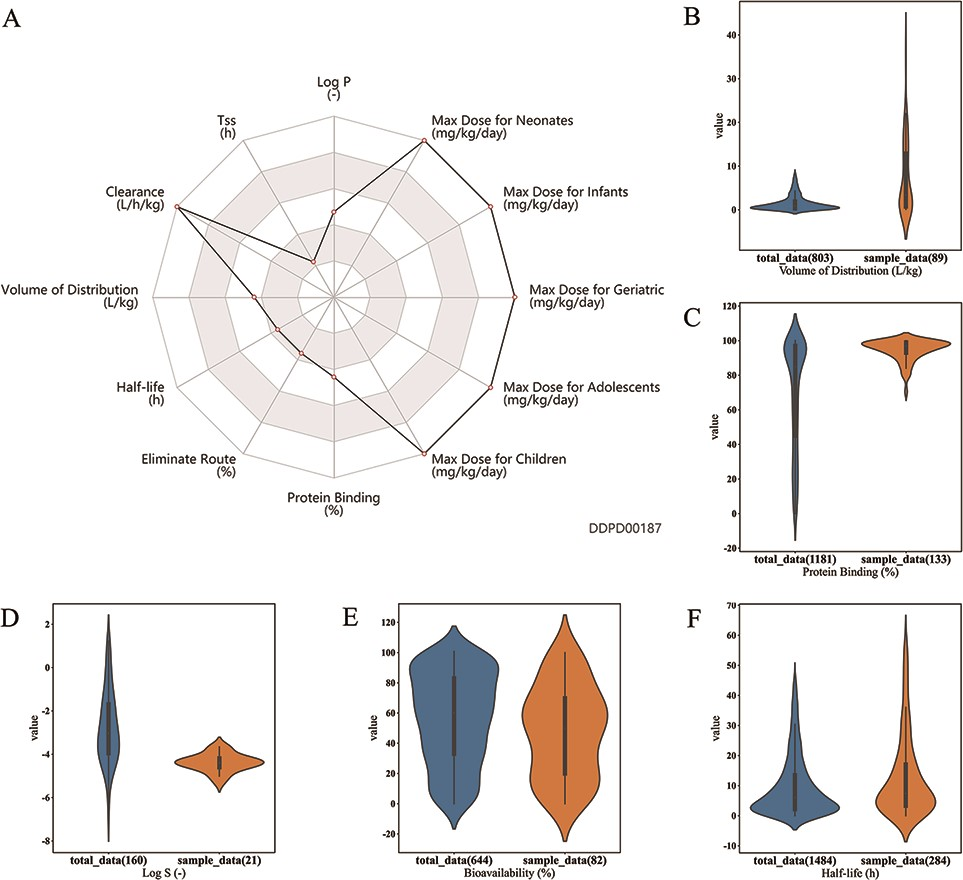 A
Log P
(-)
Tss
(h)
Max Dose for Neonates
(mg/kg/day)
Clearance
(L/h/kg)
Max Dose for Infants
(mg/kg/day)
Volume of Distribution
(L/kg)
Max Dose for Geriatric
(mg/kg/day)
Half-life
(h)
Max Dose for Adolescents
(mg/kg/day)
Eliminate Route
(%)
Max Dose for Children
(mg/kg/day)
Protein Binding
(%)
DDPD00187
B
40
30
20
10
0
value
total_data(803) sample_data(89)
Volume of Distribution (L/kg)
C
120
100
80
60
40
20
0
-20
value
total_data(1181) sample_data(133)
Protein Binding (%)
D
2
0
-2
-4
-6
-8
value
total_data(160) sample_data(21)
Log S (-)
E
120
100
80
60
40
20
0
-20
value
total_data(644) sample_data(82)
Bioavailability (%)
F
70
60
50
40
30
20
10
0
-10
value
total_data(1484) sample_data(284)
Half-life (h)